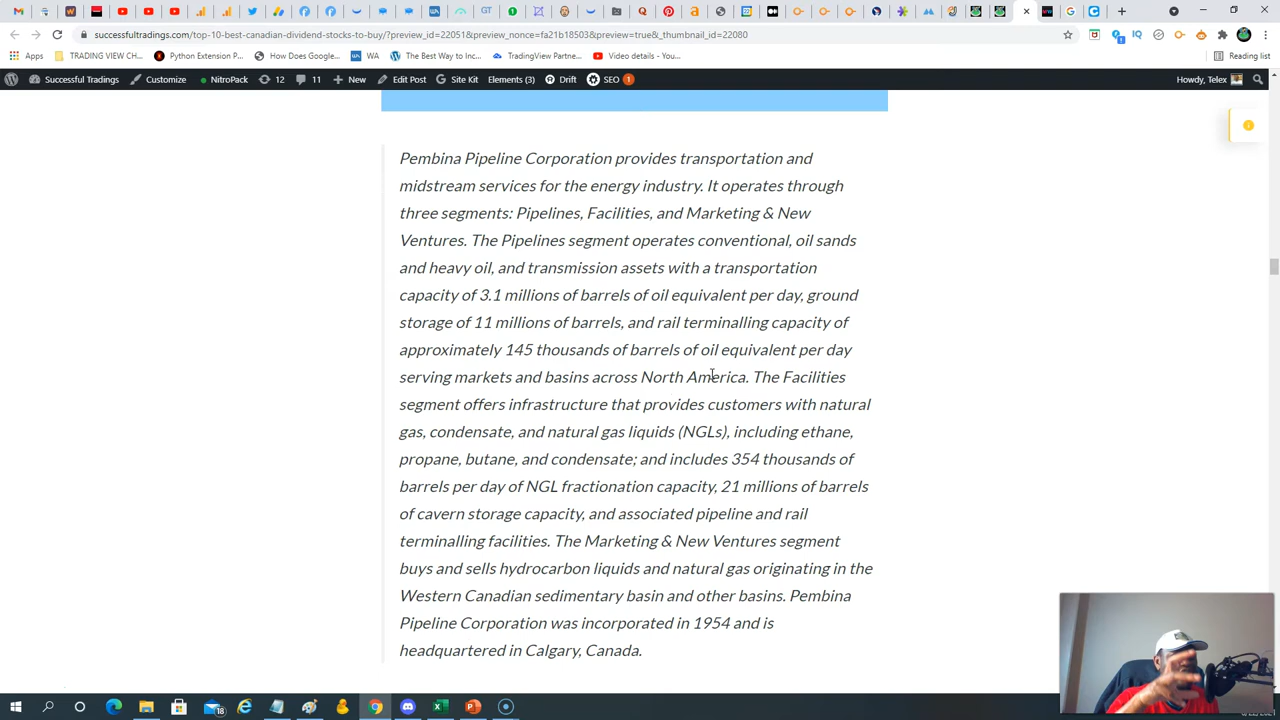 successfultradings.com/top-10-best-canadian-dividend-stocks-to-buy/?preview_id=22051&preview_nonce=fa21b18503&preview=true&_thumbnail_id=22080
Apps TRADING VIEW CH... Python Extension P... How Does Google... WA The Best Way to Inc... TradingView Partne... Video details - You... Reading list
Successful Tradings Customize NitroPack 12 11 New Edit Post Site Kit Elements (3) Drift SEO 1 Howdy, Telex
Pembina Pipeline Corporation provides transportation and
midstream services for the energy industry. It operates through
three segments: Pipelines, Facilities, and Marketing & New
Ventures. The Pipelines segment operates conventional, oil sands
and heavy oil, and transmission assets with a transportation
capacity of 3.1 millions of barrels of oil equivalent per day, ground
storage of 11 millions of barrels, and rail terminalling capacity of
approximately 145 thousands of barrels of oil equivalent per day
serving markets and basins across North America. The Facilities
segment offers infrastructure that provides customers with natural
gas, condensate, and natural gas liquids (NGLs), including ethane,
propane, butane, and condensate; and includes 354 thousands of
barrels per day of NGL fractionation capacity, 21 millions of barrels
of cavern storage capacity, and associated pipeline and rail
terminalling facilities. The Marketing & New Ventures segment
buys and sells hydrocarbon liquids and natural gas originating in the
Western Canadian sedimentary basin and other basins. Pembina
Pipeline Corporation was incorporated in 1954 and is
headquartered in Calgary, Canada.